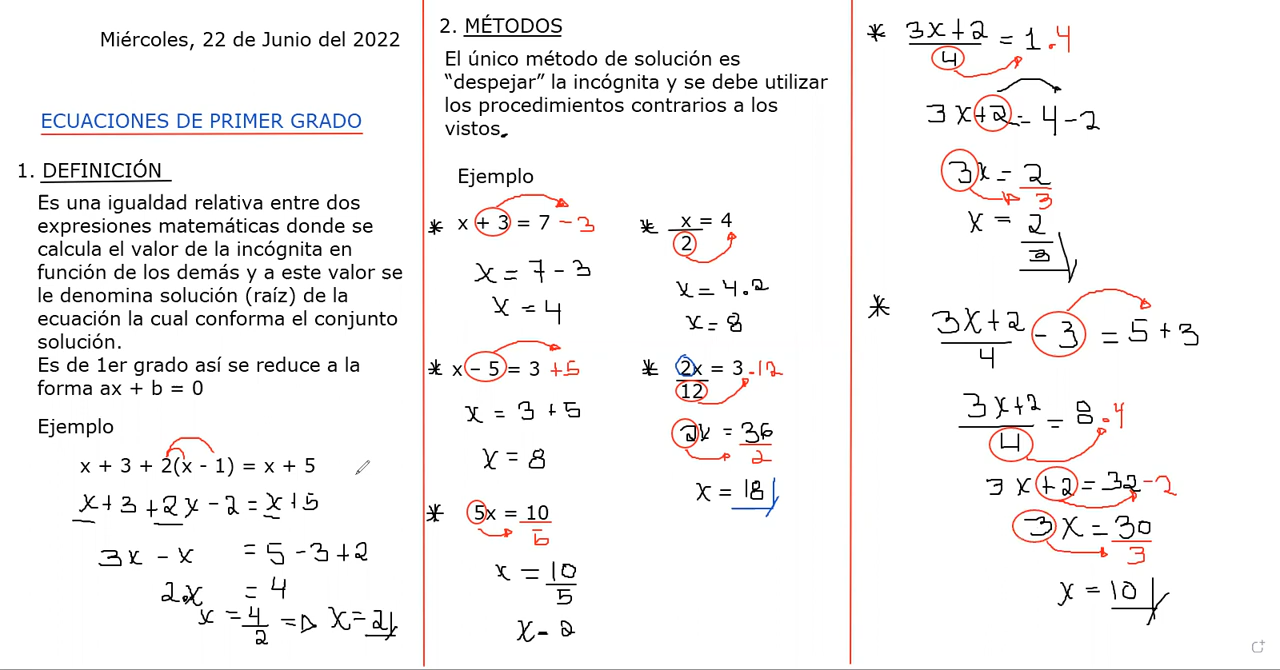 Miércoles, 22 de Junio del 2022
ECUACIONES DE PRIMER GRADO
1. DEFINICIÓN
Es una igualdad relativa entre dos
expresiones matemáticas donde se
calcula el valor de la incógnita en
función de los demás y a este valor se
le denomina solución (raíz) de la
ecuación la cual conforma el conjunto
solución.
Es de 1er grado así se reduce a la
forma ax + b = 0
Ejemplo
x + 3 + 2(x - 1) = x + 5
x + 3 + 2x - 2 = x + 5
3x - x = 5 - 3 + 2
2.x = 4
x = 4/2 => x = 2
2. MÉTODOS
El único método de solución es
“despejar” la incógnita y se debe utilizar
los procedimientos contrarios a los
vistos.
Ejemplo
* x + 3 = 7 - 3
x = 7 - 3
x = 4
* x - 5 = 3 + 5
x = 3 + 5
x = 8
* 5x = 10/5
x = 10/5
x - 2
* x/2 = 4
x = 4.2
x = 8
* 2x/12 = 3 .12
2x = 36/2
x = 18
* 3x+2/4 = 1 .4
3x + 2 = 4 - 2
3x = 2/3
x = 2/3
* 3x+2/4 - 3 = 5 + 3
3x+2/4 = 8 .4
3x + 2 = 32 - 2
3x = 30/3
x = 10